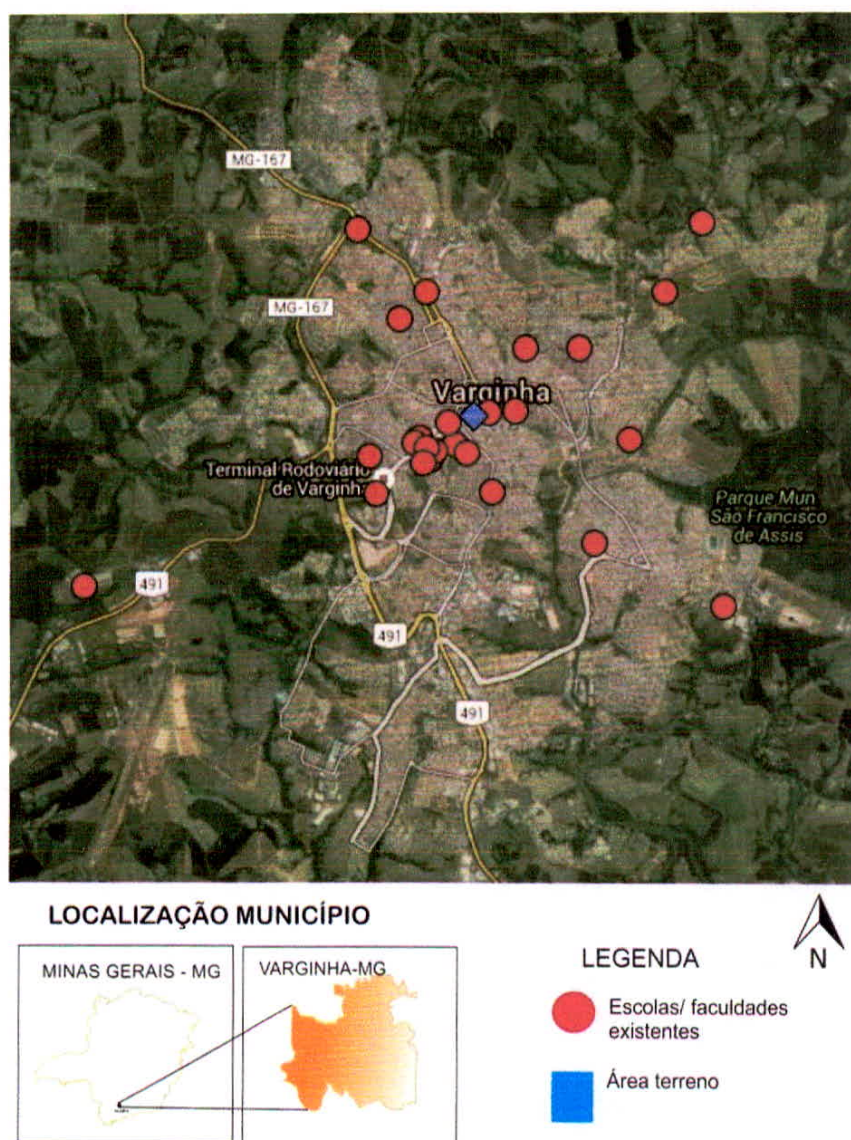 MG-167
MG-167
Varginha
Terminal Rodoviário
de Varginha
Parque Mun
São Francisco
de Assis
491
491
491
LOCALIZAÇÃO MUNICÍPIO
MINAS GERAIS - MG
VARGINHA-MG
N
LEGENDA
Escolas/ faculdades
existentes
Área terreno